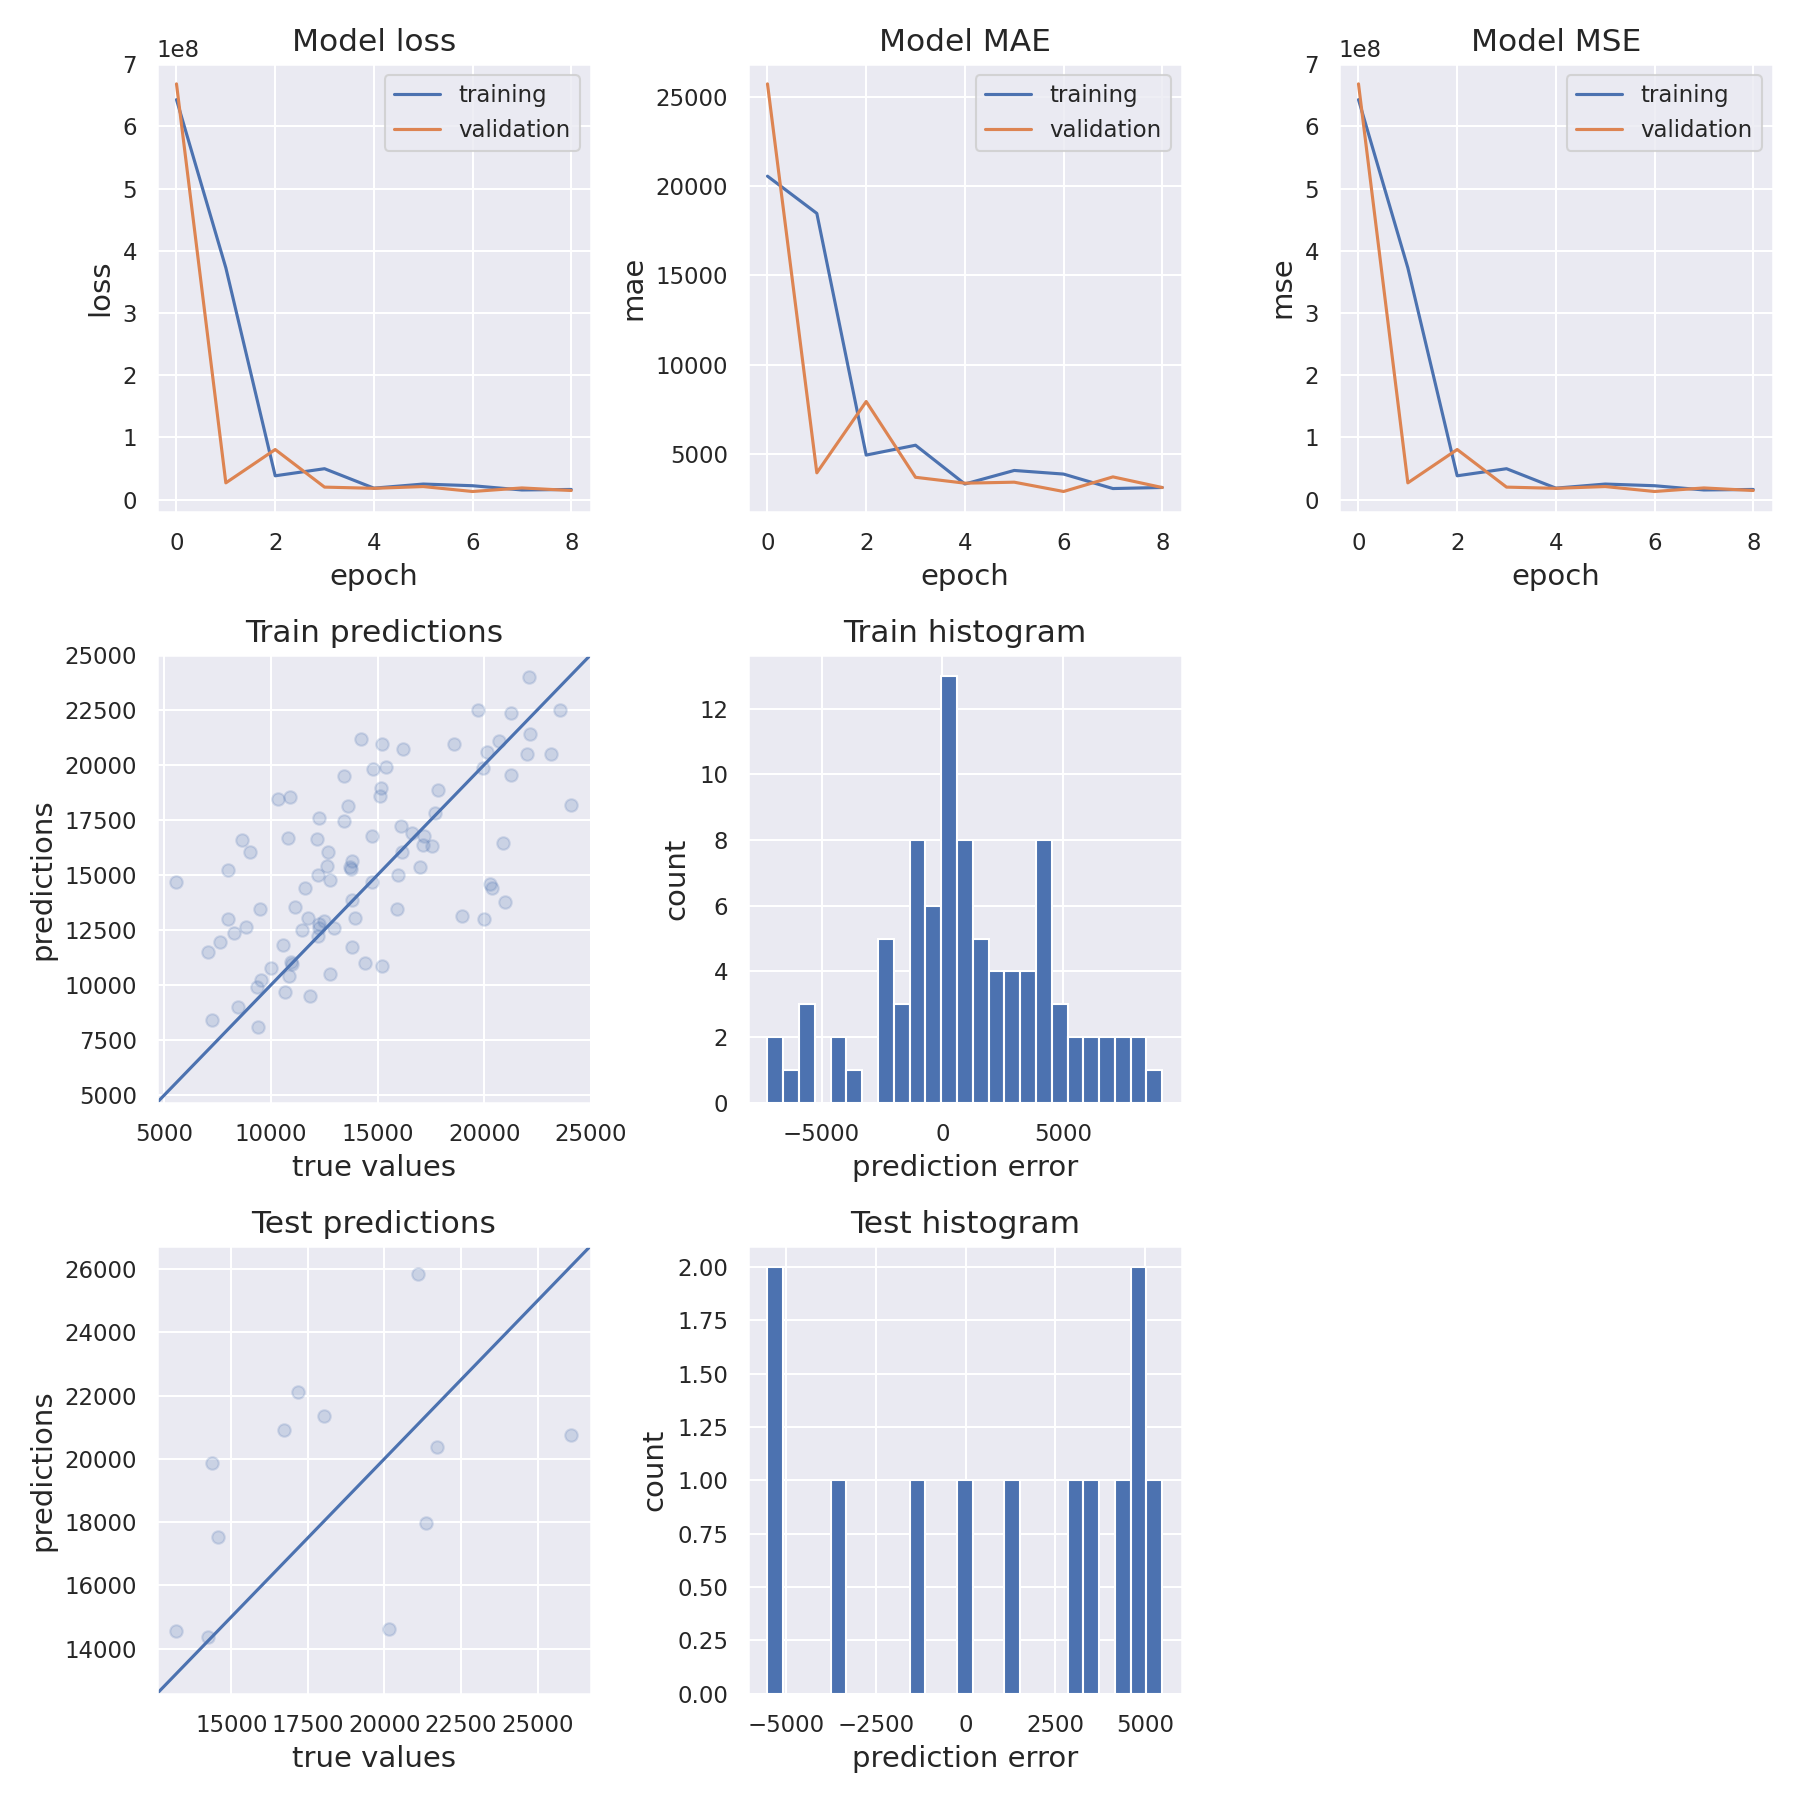 Model loss
1e8
7
6
5
4
3
2
1
0
loss
training
validation
0 2 4 6 8
epoch
Model MAE
25000
20000
15000
10000
5000
mae
training
validation
0 2 4 6 8
epoch
Model MSE
1e8
7
6
5
4
3
2
1
0
mse
training
validation
0 2 4 6 8
epoch
Train predictions
25000
22500
20000
17500
15000
12500
10000
7500
5000
predictions
5000 10000 15000 20000 25000
true values
Train histogram
12
10
8
6
4
2
0
count
−5000 0 5000
prediction error
Test predictions
26000
24000
22000
20000
18000
16000
14000
predictions
15000 17500 20000 22500 25000
true values
Test histogram
2.00
1.75
1.50
1.25
1.00
0.75
0.50
0.25
0.00
count
−5000 −2500 0 2500 5000
prediction error